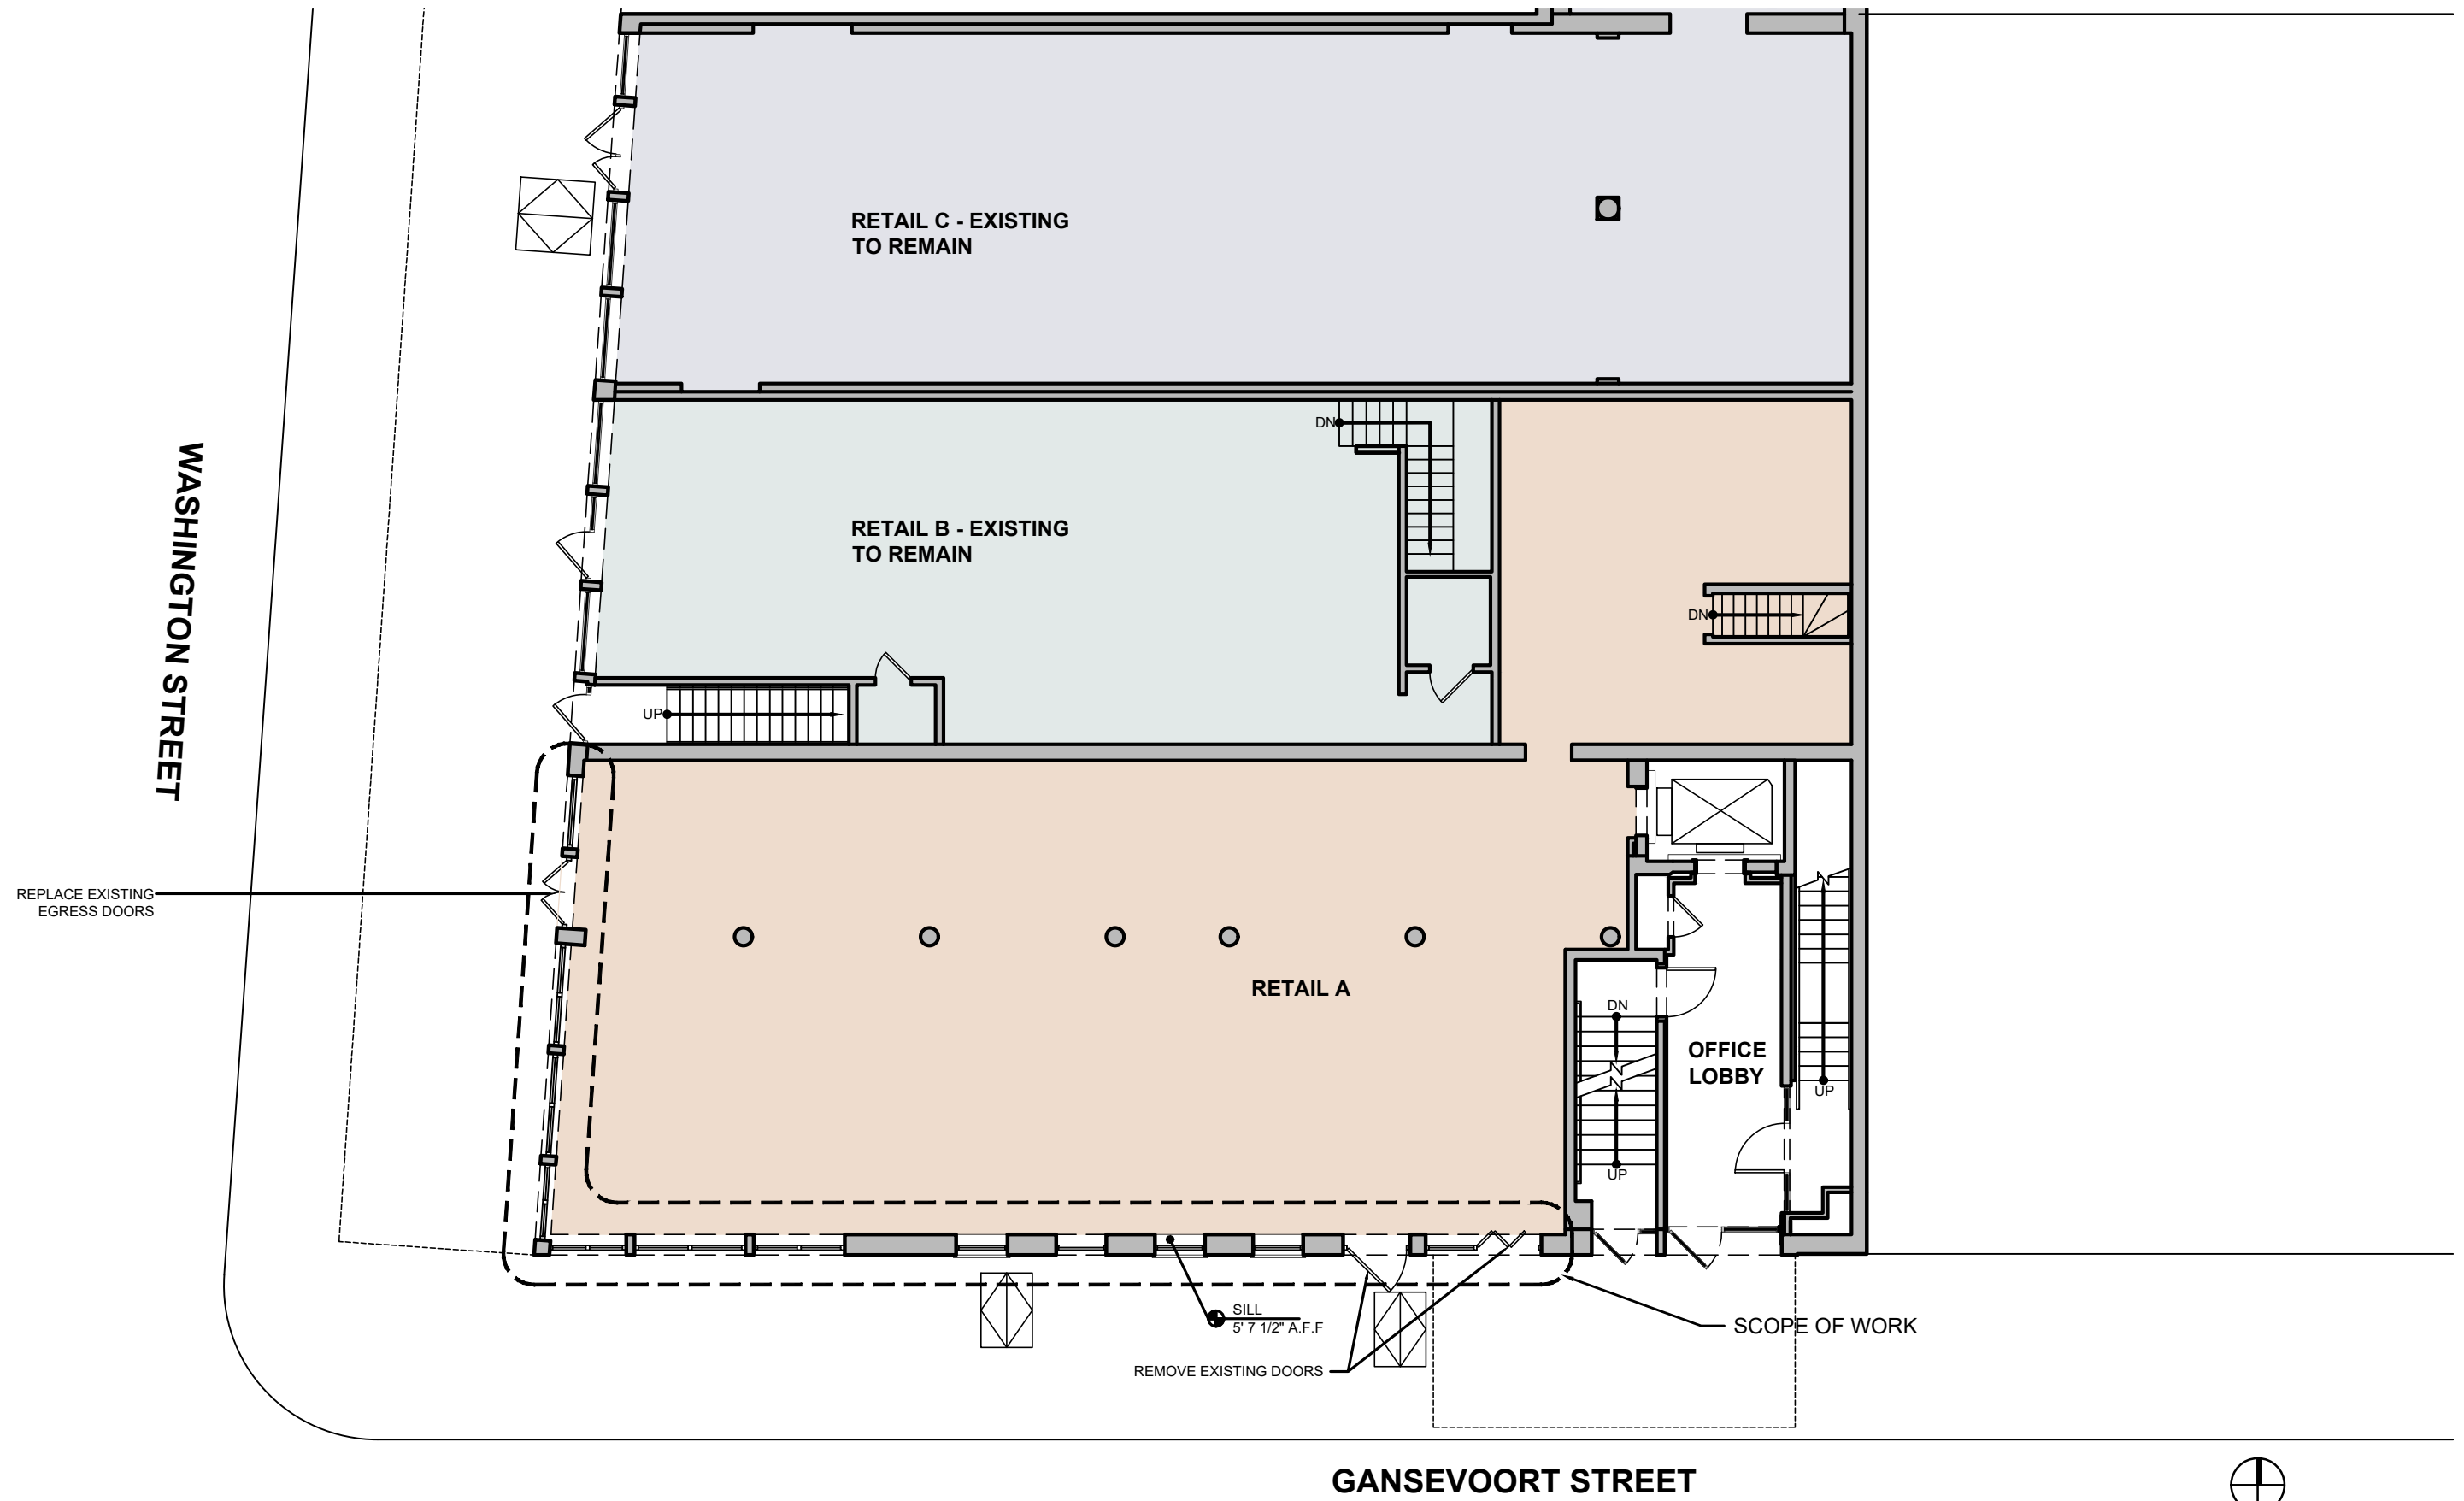 RETAIL C - EXISTING
TO REMAIN
DN
WASHINGTON STREET
RETAIL B - EXISTING
TO REMAIN
DN
UP
REPLACE EXISTING
EGRESS DOORS
RETAIL A
DN
OFFICE
LOBBY
UP
UP
SILL
5' 7 1/2" A.F.F
SCOPE OF WORK
REMOVE EXISTING DOORS
GANSEVOORT STREET